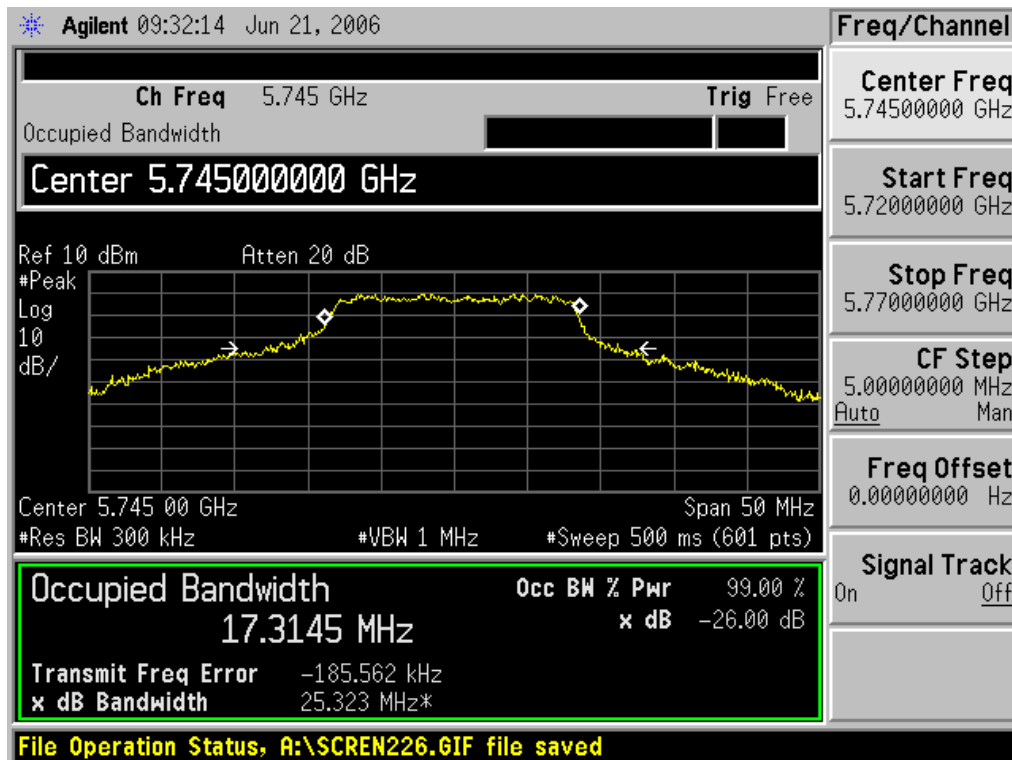 Agilent 09:32:14 Jun 21, 2006
Freq/Channel
Ch Freq 5.745 GHz Trig Free
Occupied Bandwidth
Center 5.745000000 GHz
Ref 10 dBm Atten 20 dB
#Peak
Log
10
dB/
Center 5.745 00 GHz Span 50 MHz
#Res BW 300 kHz #VBW 1 MHz #Sweep 500 ms (601 pts)
Occupied Bandwidth
17.3145 MHz
Occ BW % Pwr 99.00 %
x dB -26.00 dB
Transmit Freq Error -185.562 kHz
x dB Bandwidth 25.323 MHz*
Center Freq
5.74500000 GHz
Start Freq
5.72000000 GHz
Stop Freq
5.77000000 GHz
CF Step
5.00000000 MHz
Auto Man
Freq Offset
0.00000000 Hz
Signal Track
On Off
File Operation Status, A:\SCREN226.GIF file saved